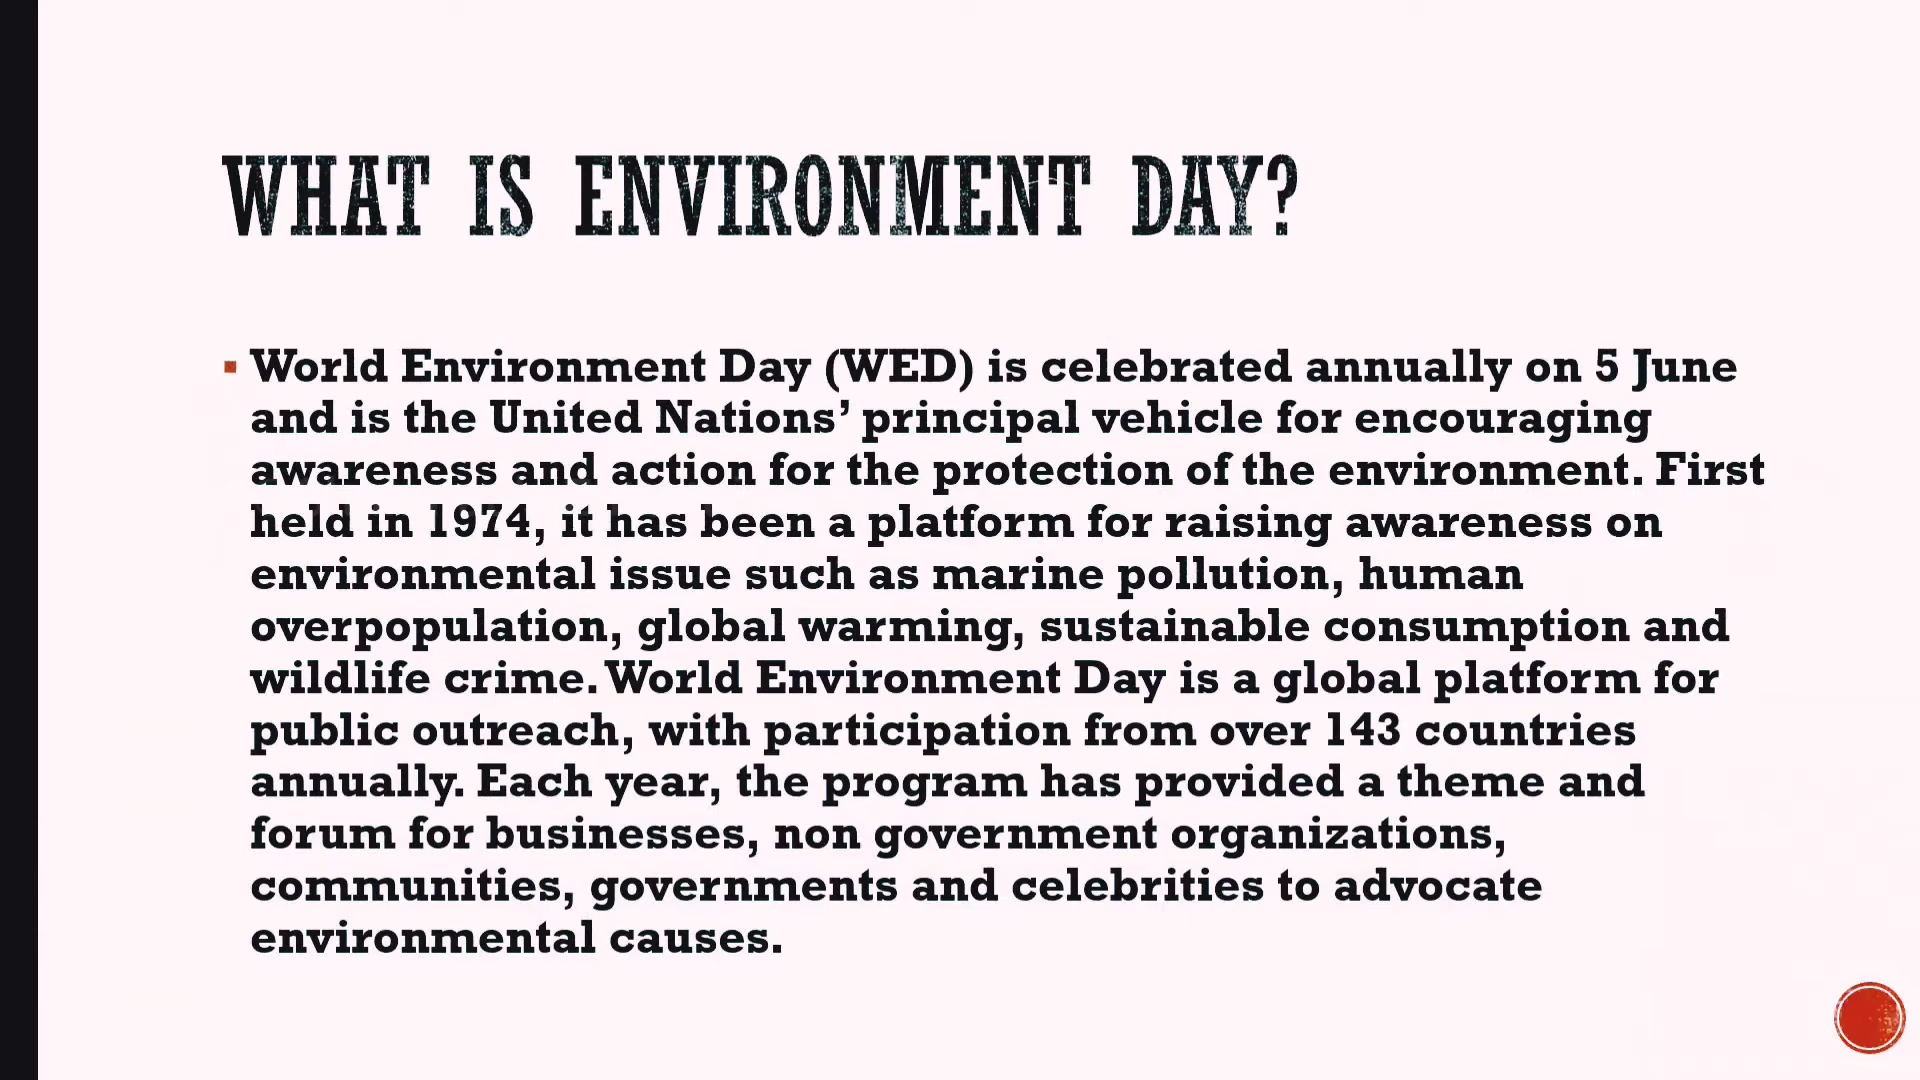 WHAT IS ENVIRONMENT DAY?
World Environment Day (WED) is celebrated annually on 5 June
and is the United Nations’ principal vehicle for encouraging
awareness and action for the protection of the environment. First
held in 1974, it has been a platform for raising awareness on
environmental issue such as marine pollution, human
overpopulation, global warming, sustainable consumption and
wildlife crime. World Environment Day is a global platform for
public outreach, with participation from over 143 countries
annually. Each year, the program has provided a theme and
forum for businesses, non government organizations,
communities, governments and celebrities to advocate
environmental causes.